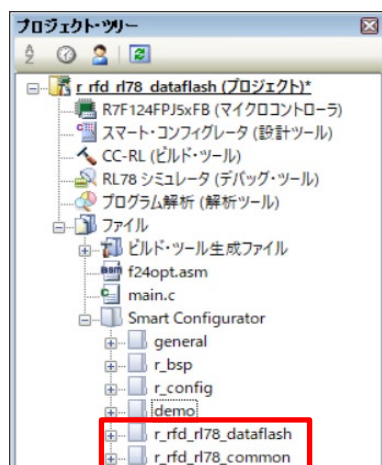 プロジェクト・ツリー
r_rfd_rl78_dataflash (プロジェクト)*
R7F124FPJ5xFB (マイクロコントローラ)
スマート・コンフィグレータ (設計ツール)
CC-RL (ビルド・ツール)
RL78 シミュレータ (デバッグ・ツール)
プログラム解析 (解析ツール)
ファイル
ビルド・ツール生成ファイル
f24opt.asm
main.c
Smart Configurator
general
r_bsp
r_config
demo
r_rfd_rl78_dataflash
r_rfd_rl78_common